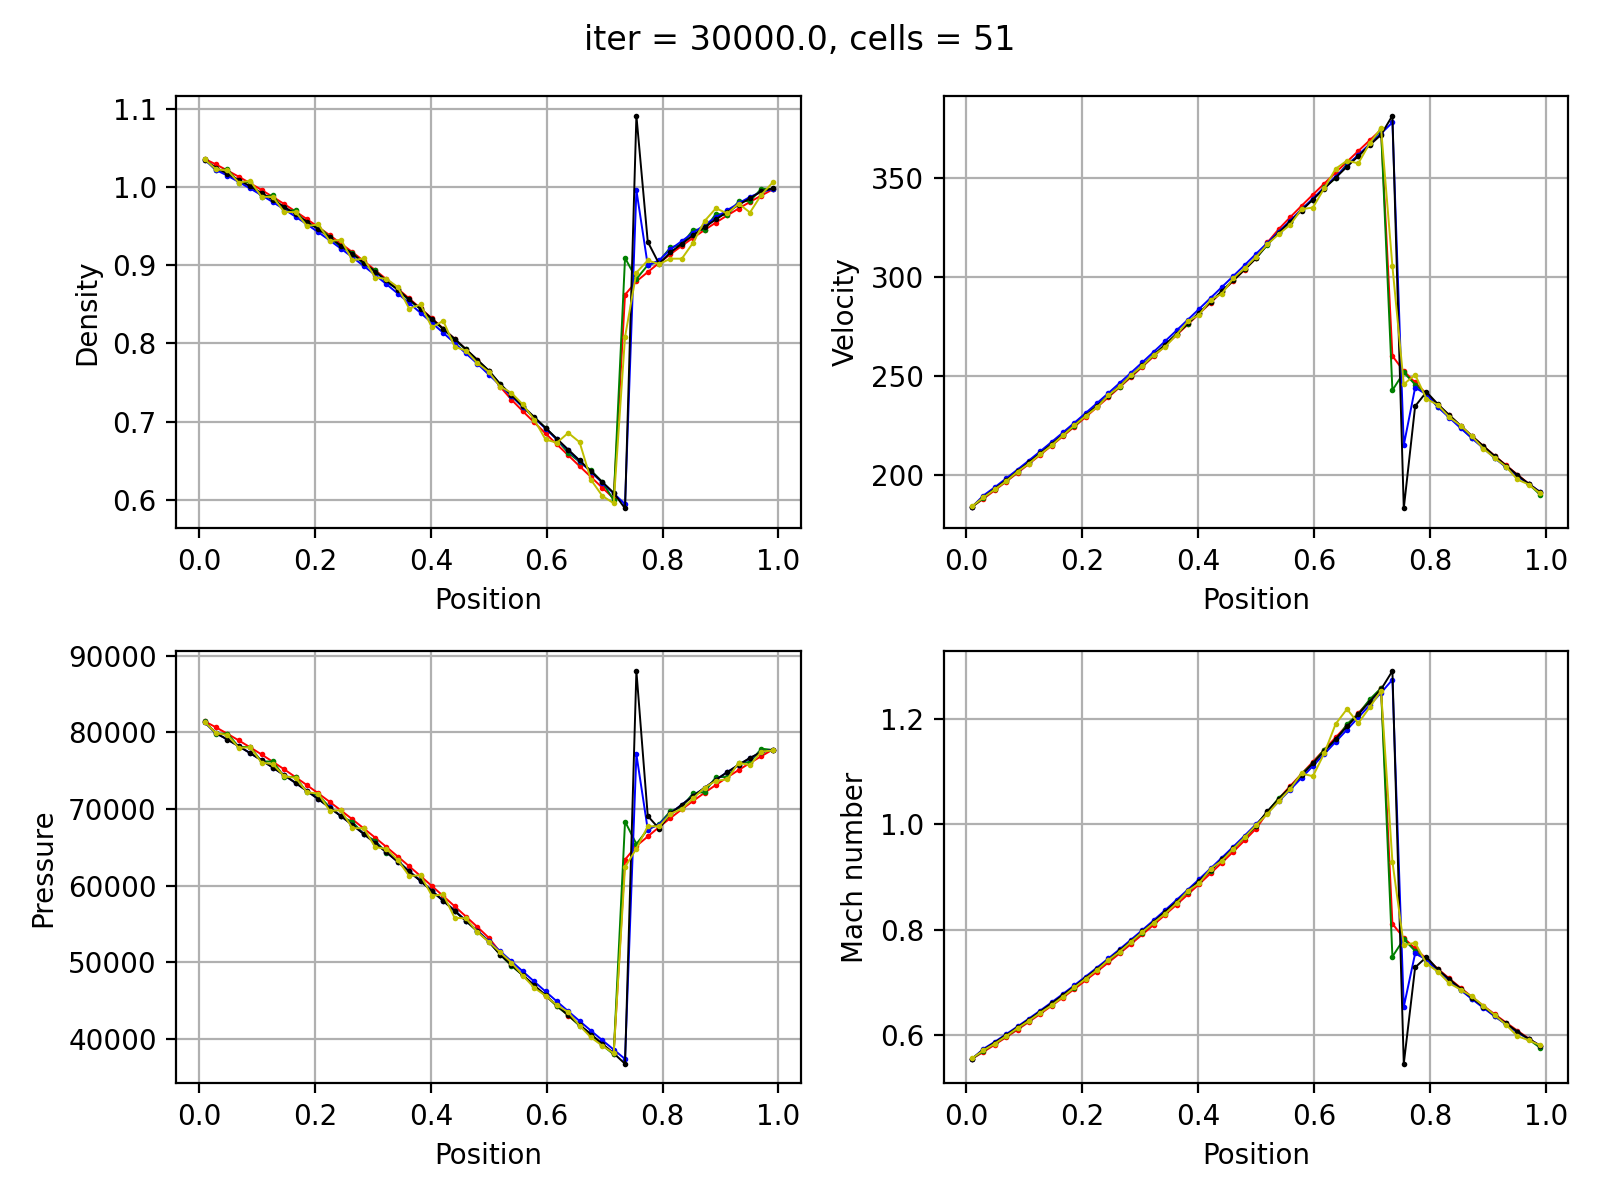 iter = 30000.0, cells = 51
1.1
1.0
0.9
0.8
0.7
0.6
Density
0.0 0.2 0.4 0.6 0.8 1.0
Position
350
300
250
200
Velocity
0.0 0.2 0.4 0.6 0.8 1.0
Position
90000
80000
70000
60000
50000
40000
Pressure
0.0 0.2 0.4 0.6 0.8 1.0
Position
1.2
1.0
0.8
0.6
Mach number
0.0 0.2 0.4 0.6 0.8 1.0
Position